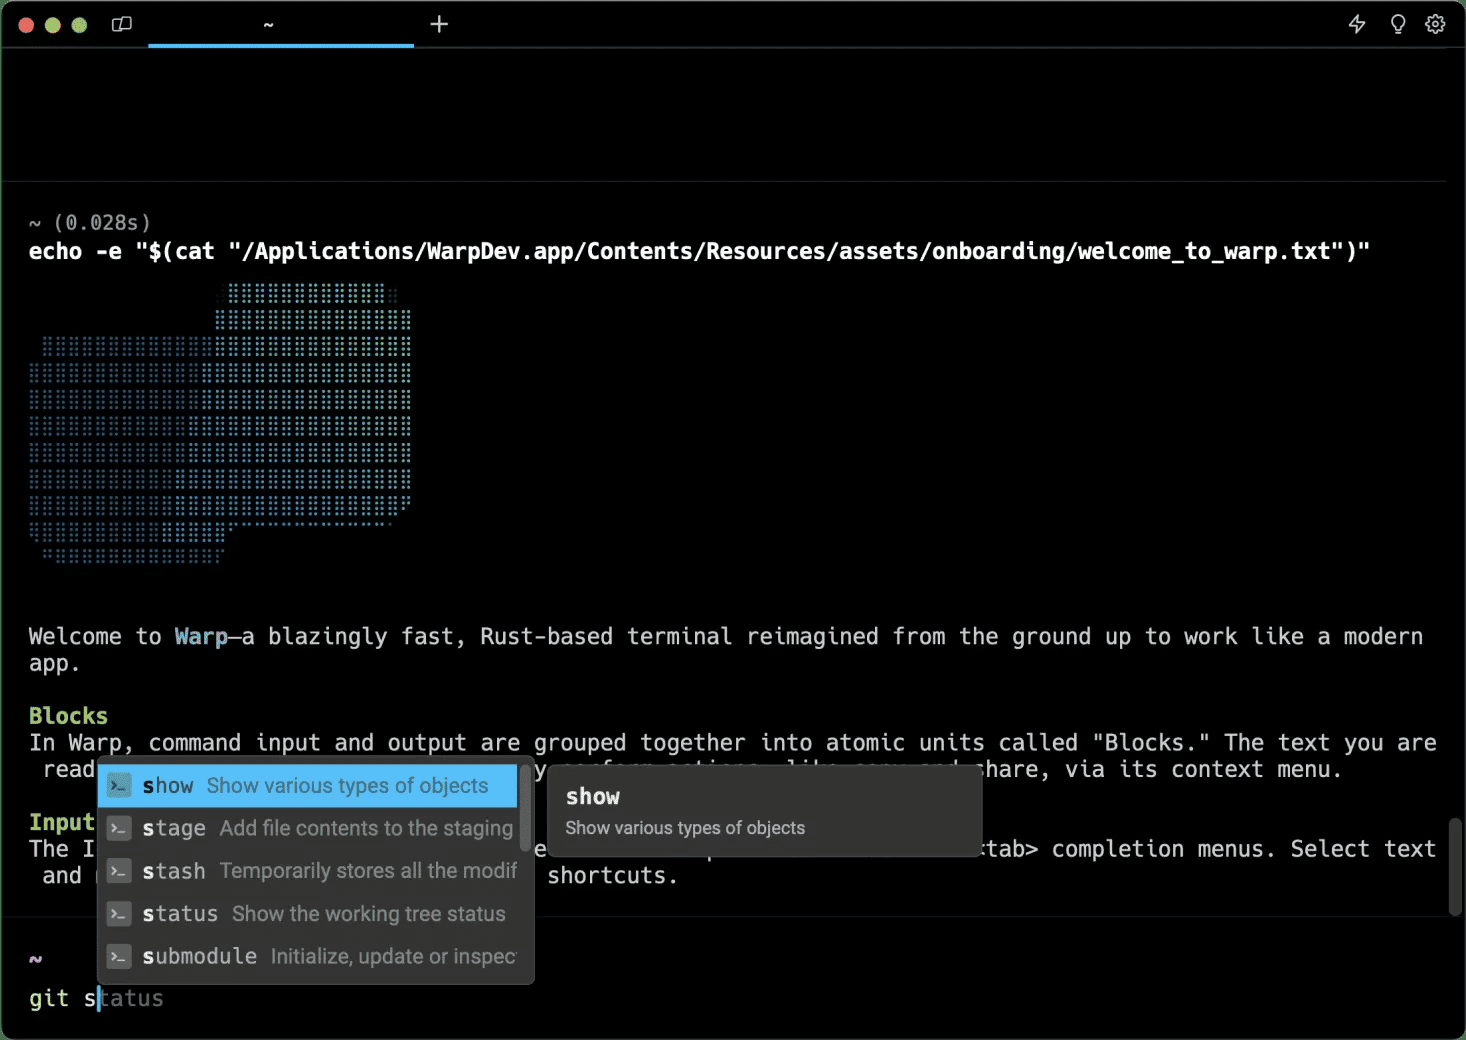 ~
+
~ (0.028s)
echo -e "$(cat "/Applications/WarpDev.app/Contents/Resources/assets/onboarding/welcome_to_warp.txt")"
Welcome to Warp—a blazingly fast, Rust-based terminal reimagined from the ground up to work like a modern
app.
Blocks
In Warp, command input and output are grouped together into atomic units called "Blocks." The text you are
read share, via its context menu.
Input
The I <tab> completion menus. Select text
and shortcuts.
show Show various types of objects
stage Add file contents to the staging
stash Temporarily stores all the modif
status Show the working tree status
submodule Initialize, update or inspec
show
Show various types of objects
~
git status